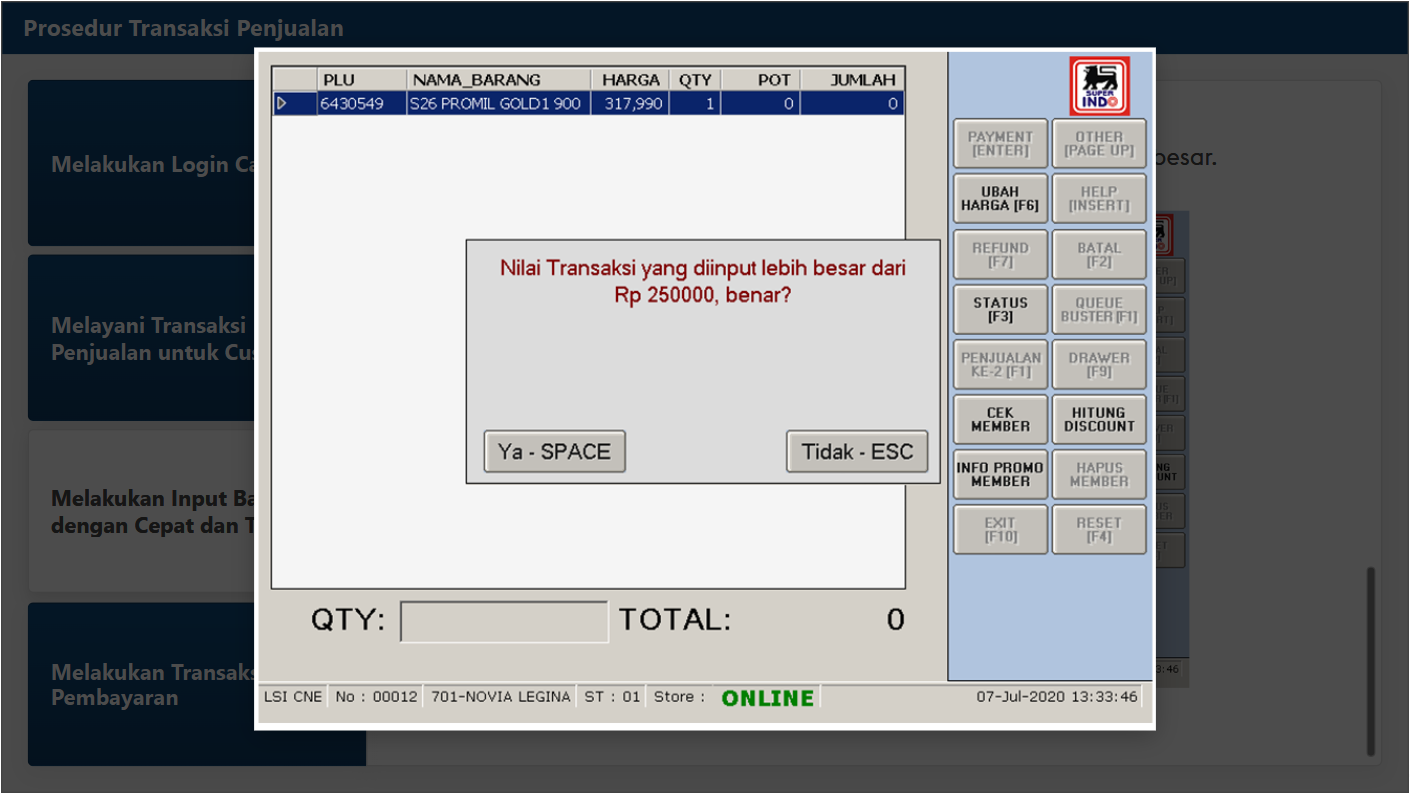 Prosedur Transaksi Penjualan
Melakukan Login
Melayani Transaksi
Penjualan untuk
Melakukan Input
dengan Cepat dan
Melakukan
Pembayaran
besar.
PLU NAMA_BARANG HARGA QTY POT JUMLAH
6430549 S26 PROMIL GOLD1 900 317,990 1 0 0
Nilai Transaksi yang diinput lebih besar dari
Rp 250000, benar?
Ya - SPACE Tidak - ESC
QTY: TOTAL: 0
SUPER
INDO
PAYMENT
[ENTER]
OTHER
[PAGE UP]
UBAH
HARGA [F6]
HELP
[INSERT]
REFUND
[F7]
BATAL
[F2]
STATUS
[F3]
QUEUE
BUSTER [F1]
PENJUALAN
KE-2 [F1]
DRAWER
[F9]
CEK
MEMBER
HITUNG
DISCOUNT
INFO PROMO
MEMBER
HAPUS
MEMBER
EXIT
[F10]
RESET
[F4]
LSI CNE No : 00012 701-NOVIA LEGINA ST : 01 Store : ONLINE 07-Jul-2020 13:33:46